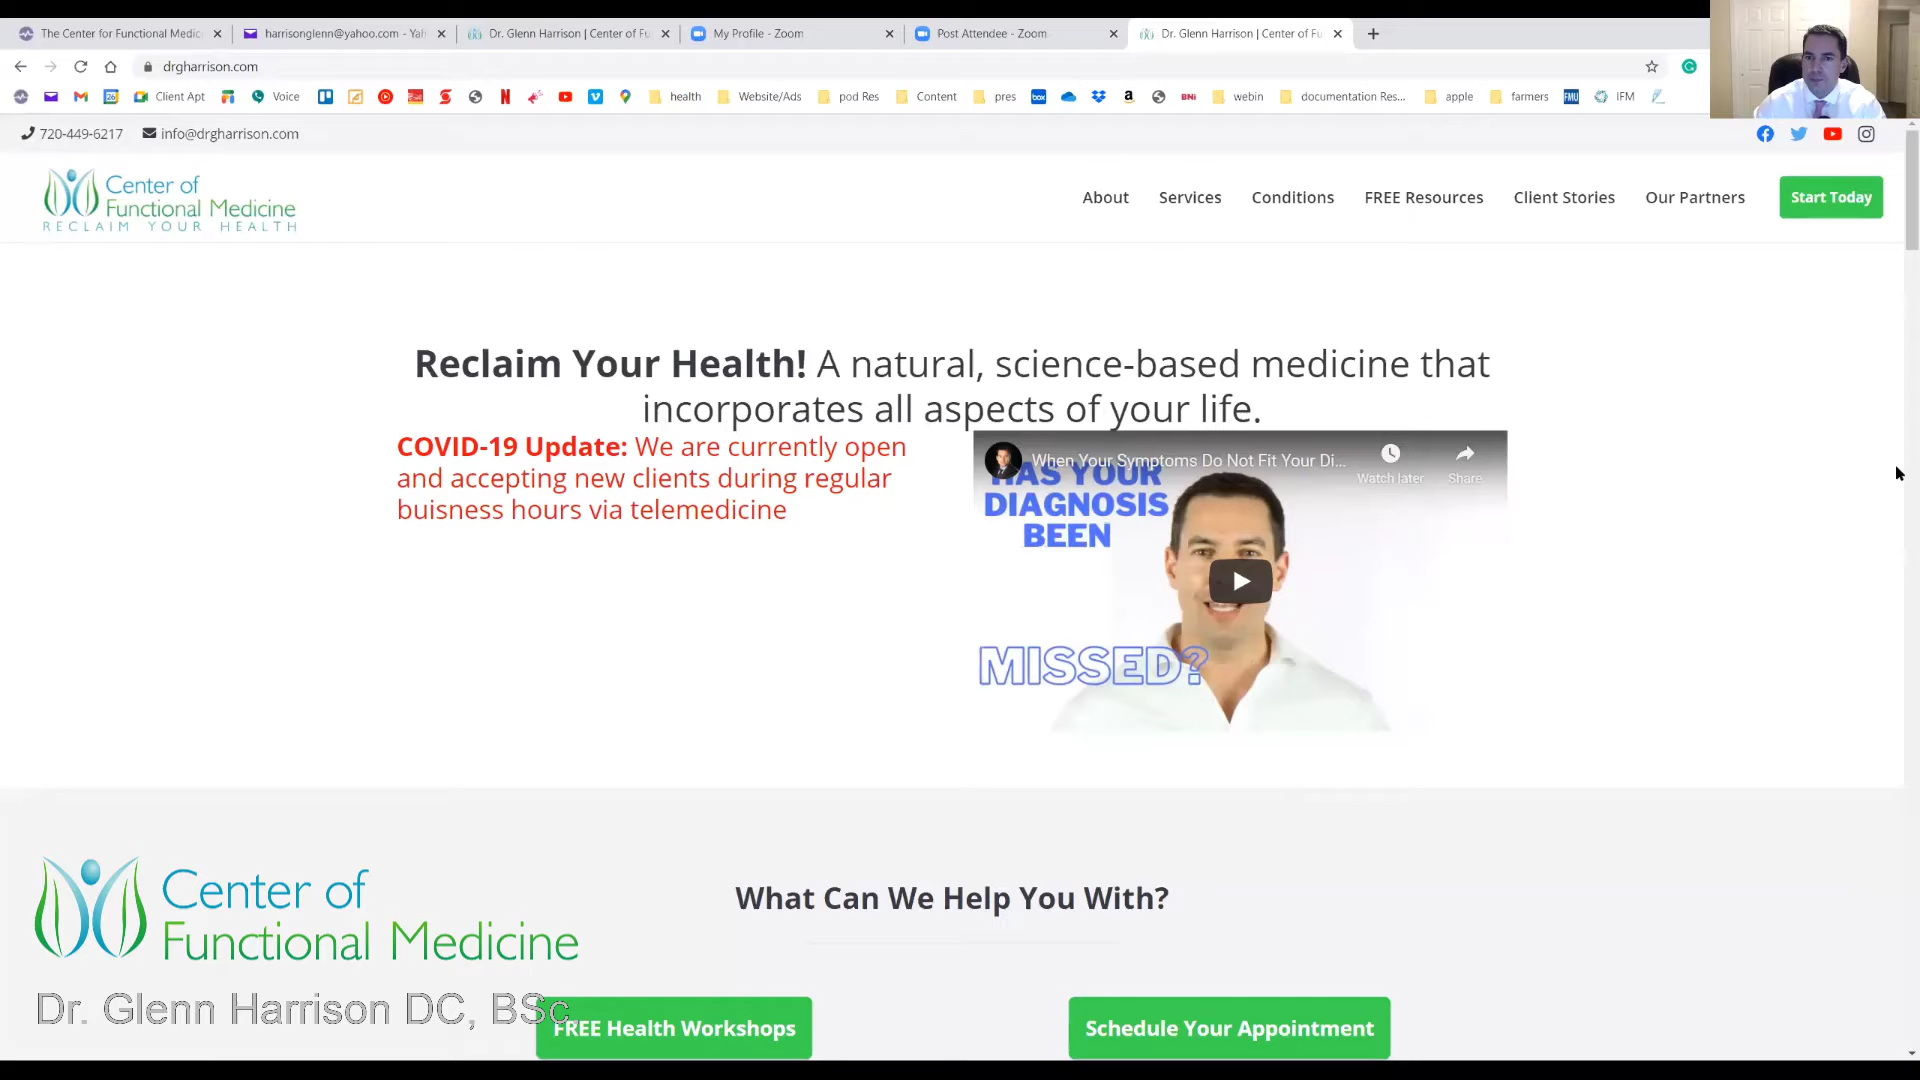 The Center for Functional Medic
harrisonglenn@yahoo.com - Yah
Dr. Glenn Harrison | Center of Fu
My Profile - Zoom
Post Attendee - Zoom
Dr. Glenn Harrison | Center of Fu
drgharrison.com
Client Apt
Voice
health
Website/Ads
pod Res
Content
pres
box
BNI
webin
documentation Res...
apple
farmers
FMU
IFM
720-449-6217
info@drgharrison.com
Center of
Functional Medicine
RECLAIM YOUR HEALTH
About
Services
Conditions
FREE Resources
Client Stories
Our Partners
Start Today
Reclaim Your Health! A natural, science-based medicine that
incorporates all aspects of your life.
COVID-19 Update: We are currently open
and accepting new clients during regular
buisness hours via telemedicine
When Your Symptoms Do Not Fit Your Di...
Watch later
Share
HAS YOUR
DIAGNOSIS
BEEN
MISSED?
What Can We Help You With?
Center of
Functional Medicine
Dr. Glenn Harrison DC, BSc.
FREE Health Workshops
Schedule Your Appointment